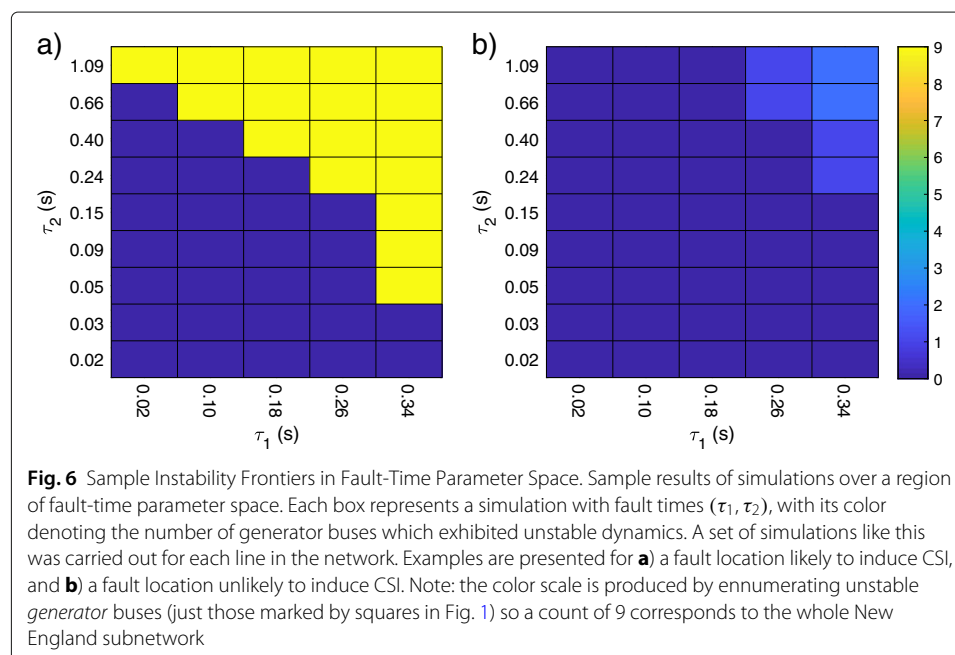 a)
b)
1.09
0.66
0.40
0.24
0.15
0.09
0.05
0.03
0.02
τ2 (s)
0.02
0.10
0.18
0.26
0.34
τ1 (s)
1.09
0.66
0.40
0.24
0.15
0.09
0.05
0.03
0.02
τ2 (s)
0.02
0.10
0.18
0.26
0.34
τ1 (s)
9
8
7
6
5
4
3
2
1
0
Fig. 6 Sample Instability Frontiers in Fault-Time Parameter Space. Sample results of simulations over a region
of fault-time parameter space. Each box represents a simulation with fault times (τ1, τ2), with its color
denoting the number of generator buses which exhibited unstable dynamics. A set of simulations like this
was carried out for each line in the network. Examples are presented for a) a fault location likely to induce CSI,
and b) a fault location unlikely to induce CSI. Note: the color scale is produced by ennumerating unstable
generator buses (just those marked by squares in Fig. 1) so a count of 9 corresponds to the whole New
England subnetwork